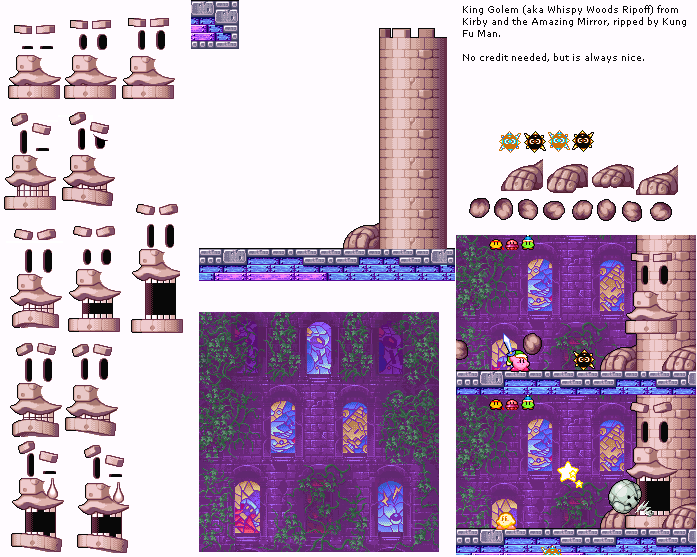 King Golem (aka Whispy Woods Ripoff) from
Kirby and the Amazing Mirror, ripped by Kung
Fu Man.
No credit needed, but is always nice.